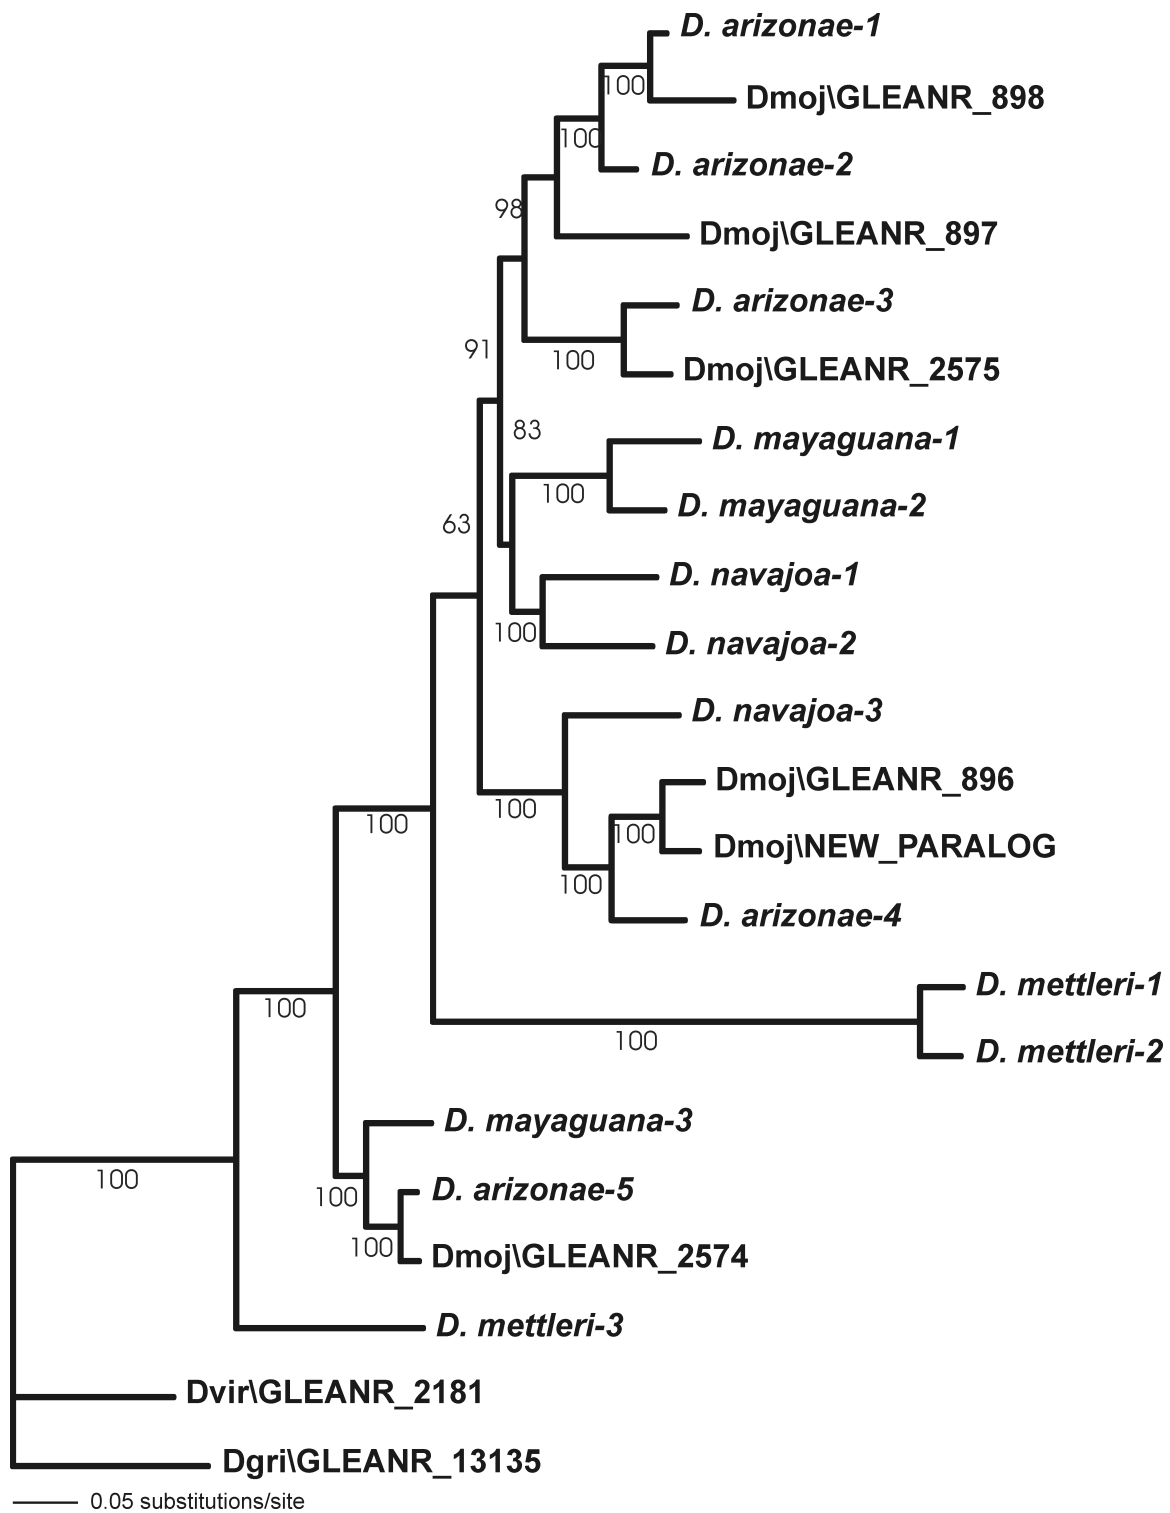 D. arizonae-1
100
Dmoj\GLEANR_898
100
D. arizonae-2
98
Dmoj\GLEANR_897
D. arizonae-3
91
100
Dmoj\GLEANR_2575
83
D. mayaguana-1
100
D. mayaguana-2
63
D. navajoa-1
100
D. navajoa-2
D. navajoa-3
Dmoj\GLEANR_896
100
100
100
Dmoj\NEW_PARALOG
100
D. arizonae-4
D. mettleri-1
100
100
D. mettleri-2
D. mayaguana-3
100
D. arizonae-5
100
100
Dmoj\GLEANR_2574
D. mettleri-3
Dvir\GLEANR_2181
Dgri\GLEANR_13135
0.05 substitutions/site